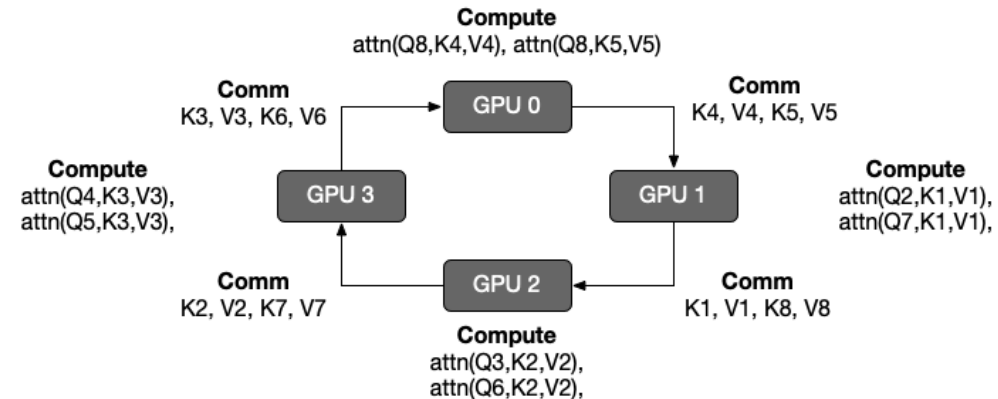 Compute
attn(Q8,K4,V4), attn(Q8,K5,V5)
Comm
K3, V3, K6, V6
GPU 0
Comm
K4, V4, K5, V5
Compute
attn(Q4,K3,V3),
attn(Q5,K3,V3),
GPU 3
GPU 1
Compute
attn(Q2,K1,V1),
attn(Q7,K1,V1),
Comm
K2, V2, K7, V7
GPU 2
Comm
K1, V1, K8, V8
Compute
attn(Q3,K2,V2),
attn(Q6,K2,V2),